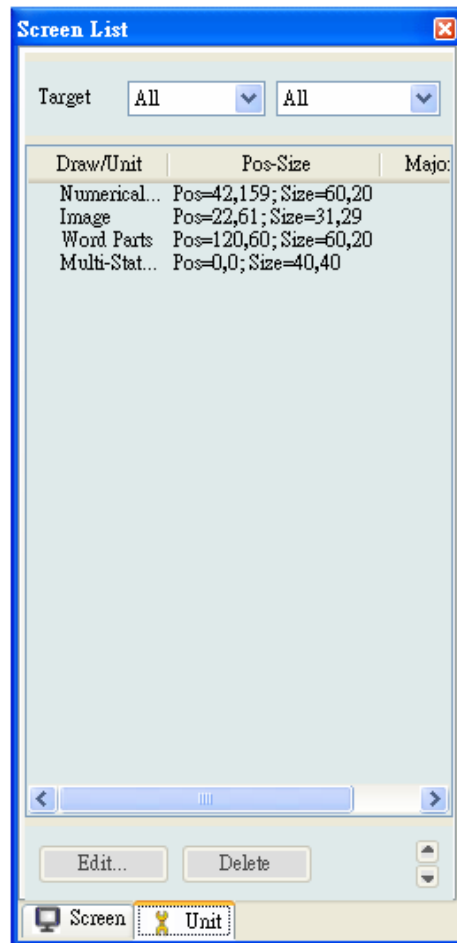 Screen List
Target All All
Draw/Unit Pos-Size Major
Numerical... Pos=42,159; Size=60,20
Image Pos=22,61; Size=31,29
Word Parts Pos=120,60; Size=60,20
Multi-Stat... Pos=0,0; Size=40,40
Edit... Delete
Screen Unit